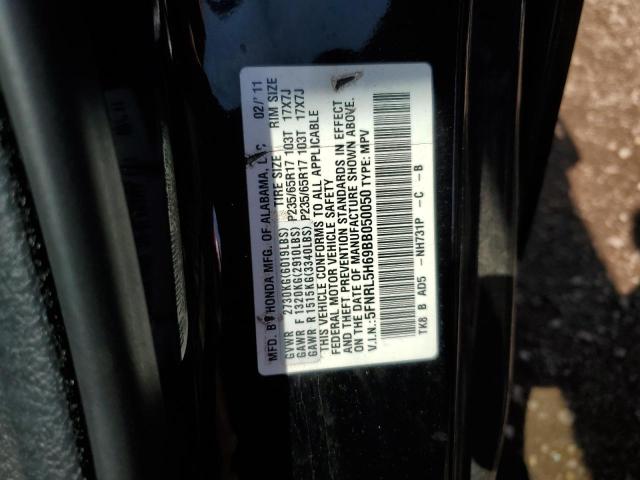 MFD. BY HONDA MFG. OF ALABAMA, LLC, 02/'11
TIRE SIZE RIM SIZE
GVWR 2730KG(6019LBS)
GAWR F 1320KG(2910LBS) P235/65R17 103T 17X7J
GAWR R 1515KG(3340LBS) P235/65R17 103T 17X7J
THIS VEHICLE CONFORMS TO ALL APPLICABLE
FEDERAL MOTOR VEHICLE SAFETY
AND THEFT PREVENTION STANDARDS IN EFFECT
ON THE DATE OF MANUFACTURE SHOWN ABOVE.
V.I.N.:5FNRL5H69BB050050 TYPE: MPV
TK8 B AD5 -NH731P -C -B